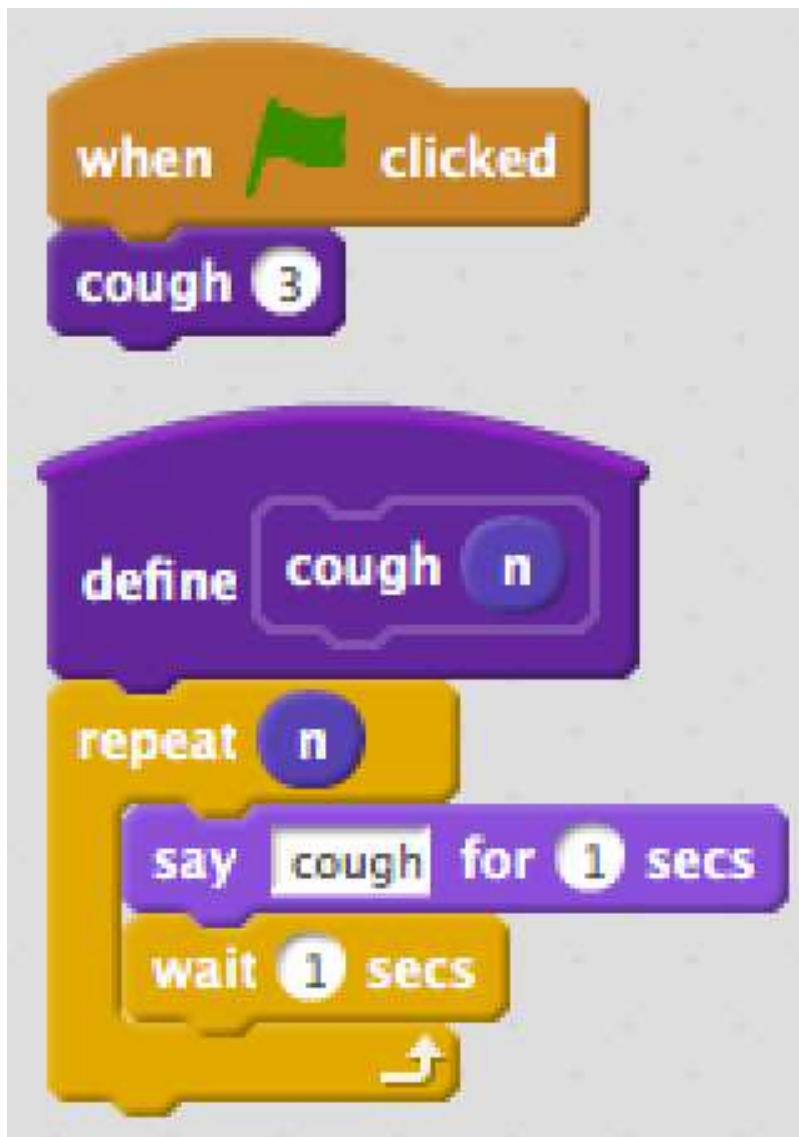 when clicked
cough 3
define cough n
repeat n
say cough for 1 secs
wait 1 secs